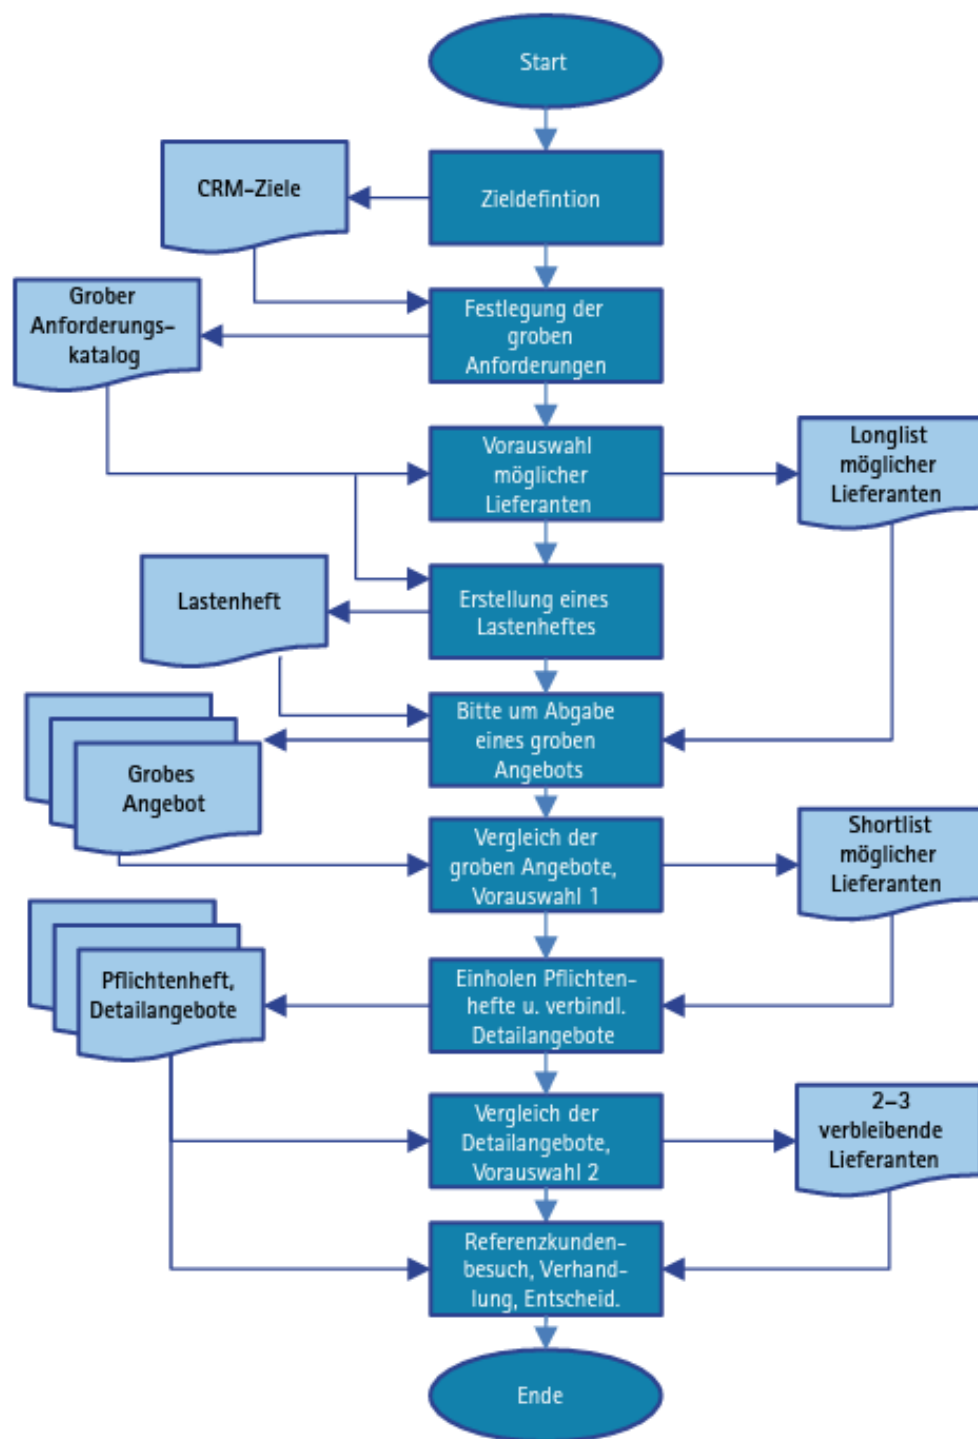 Start
CRM-Ziele
Zieldefintion
Grober
Anforderungs-
katalog
Festlegung der
groben
Anforderungen
Vorauswahl
möglicher
Lieferanten
Longlist
möglicher
Lieferanten
Lastenheft
Erstellung eines
Lastenheftes
Bitte um Abgabe
eines groben
Angebots
Grobes
Angebot
Vergleich der
groben Angebote,
Vorauswahl 1
Shortlist
möglicher
Lieferanten
Pflichtenheft,
Detailangebote
Einholen Pflichten-
hefte u. verbindl.
Detailangebote
Vergleich der
Detailangebote,
Vorauswahl 2
2–3
verbleibende
Lieferanten
Referenzkunden-
besuch, Verhand-
lung, Entscheid.
Ende